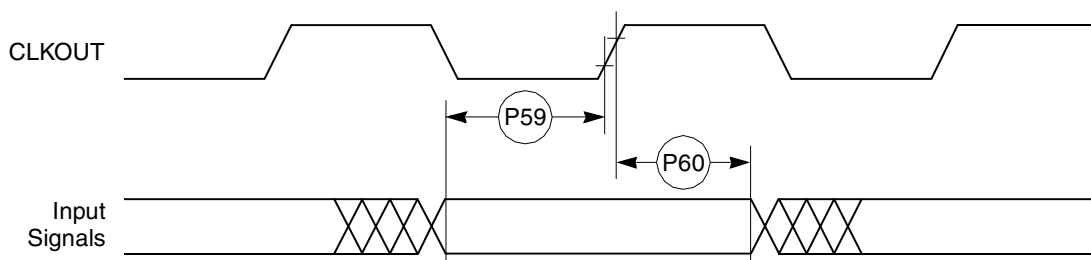 CLKOUT
P59
P60
Input
Signals